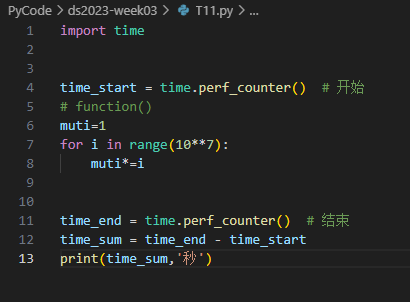 PyCode > ds2023-week03 > T11.py > ...
1 import time
2
3
4 time_start = time.perf_counter()  # 开始
5 # function()
6 muti=1
7 for i in range(10**7):
8     muti*=i
9
10
11 time_end = time.perf_counter()  # 结束
12 time_sum = time_end - time_start
13 print(time_sum,'秒')